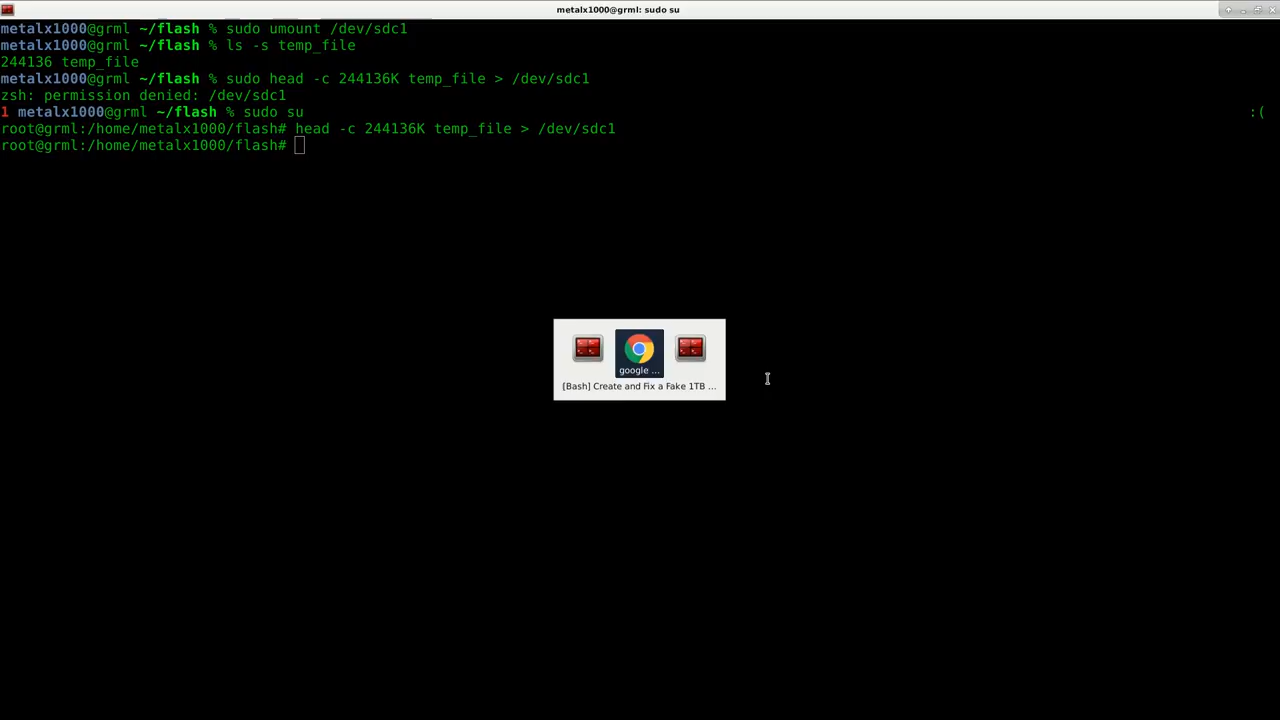 metalx1000@grml: sudo su
metalx1000@grml ~/flash % sudo umount /dev/sdc1
metalx1000@grml ~/flash % ls -s temp_file
244136 temp_file
metalx1000@grml ~/flash % sudo head -c 244136K temp_file > /dev/sdc1
zsh: permission denied: /dev/sdc1
1 metalx1000@grml ~/flash % sudo su :(
root@grml:/home/metalx1000/flash# head -c 244136K temp_file > /dev/sdc1
root@grml:/home/metalx1000/flash#
google ...
[Bash] Create and Fix a Fake 1TB ...